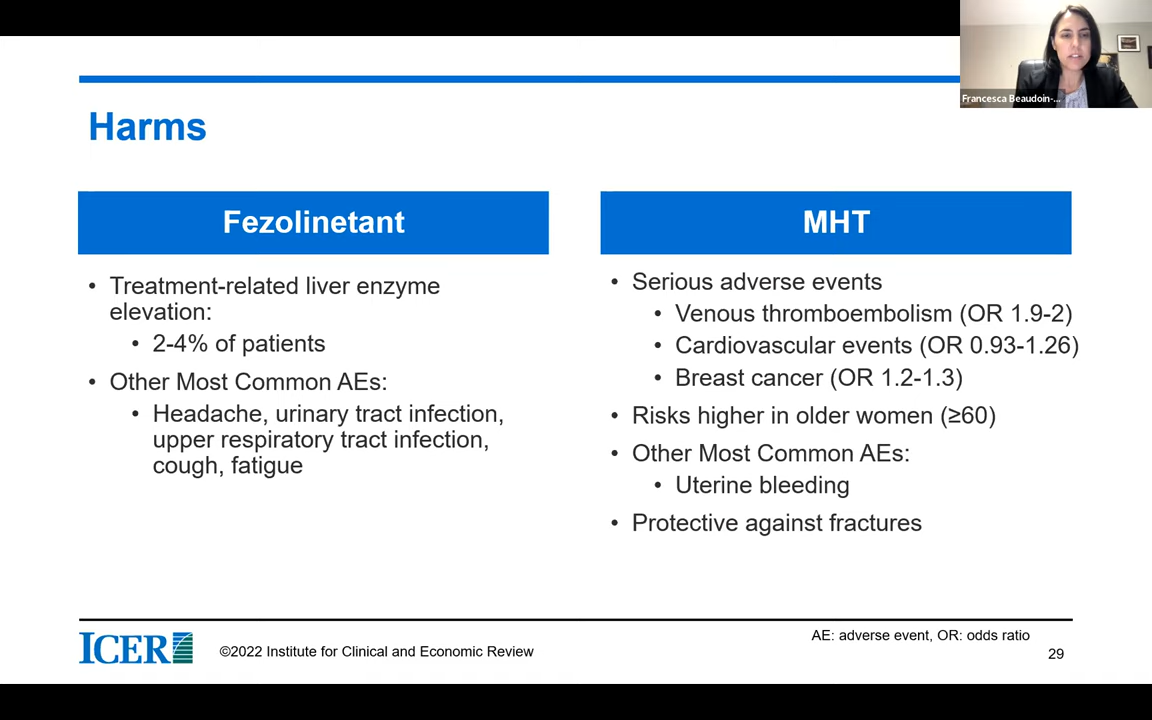 Francesca Beaudoin-...
Harms
Fezolinetant
• Treatment-related liver enzyme
elevation:
• 2-4% of patients
• Other Most Common AEs:
• Headache, urinary tract infection,
upper respiratory tract infection,
cough, fatigue
MHT
• Serious adverse events
• Venous thromboembolism (OR 1.9-2)
• Cardiovascular events (OR 0.93-1.26)
• Breast cancer (OR 1.2-1.3)
• Risks higher in older women (≥60)
• Other Most Common AEs:
• Uterine bleeding
• Protective against fractures
AE: adverse event, OR: odds ratio
ICER
©2022 Institute for Clinical and Economic Review
29